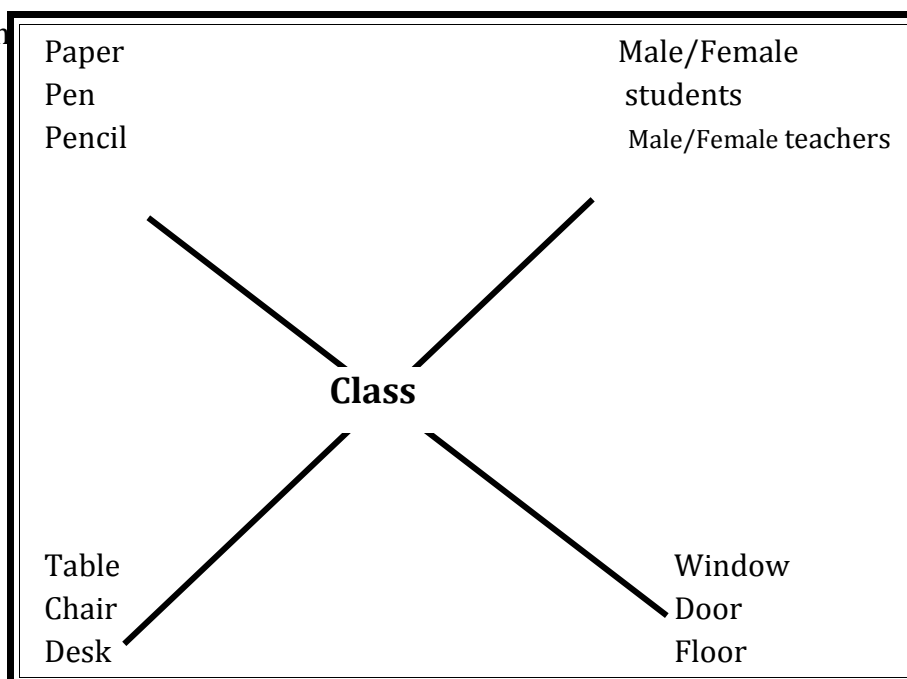 Paper
Pen
Pencil
Male/Female
students
Male/Female teachers
Class
Table
Chair
Desk
Window
Door
Floor